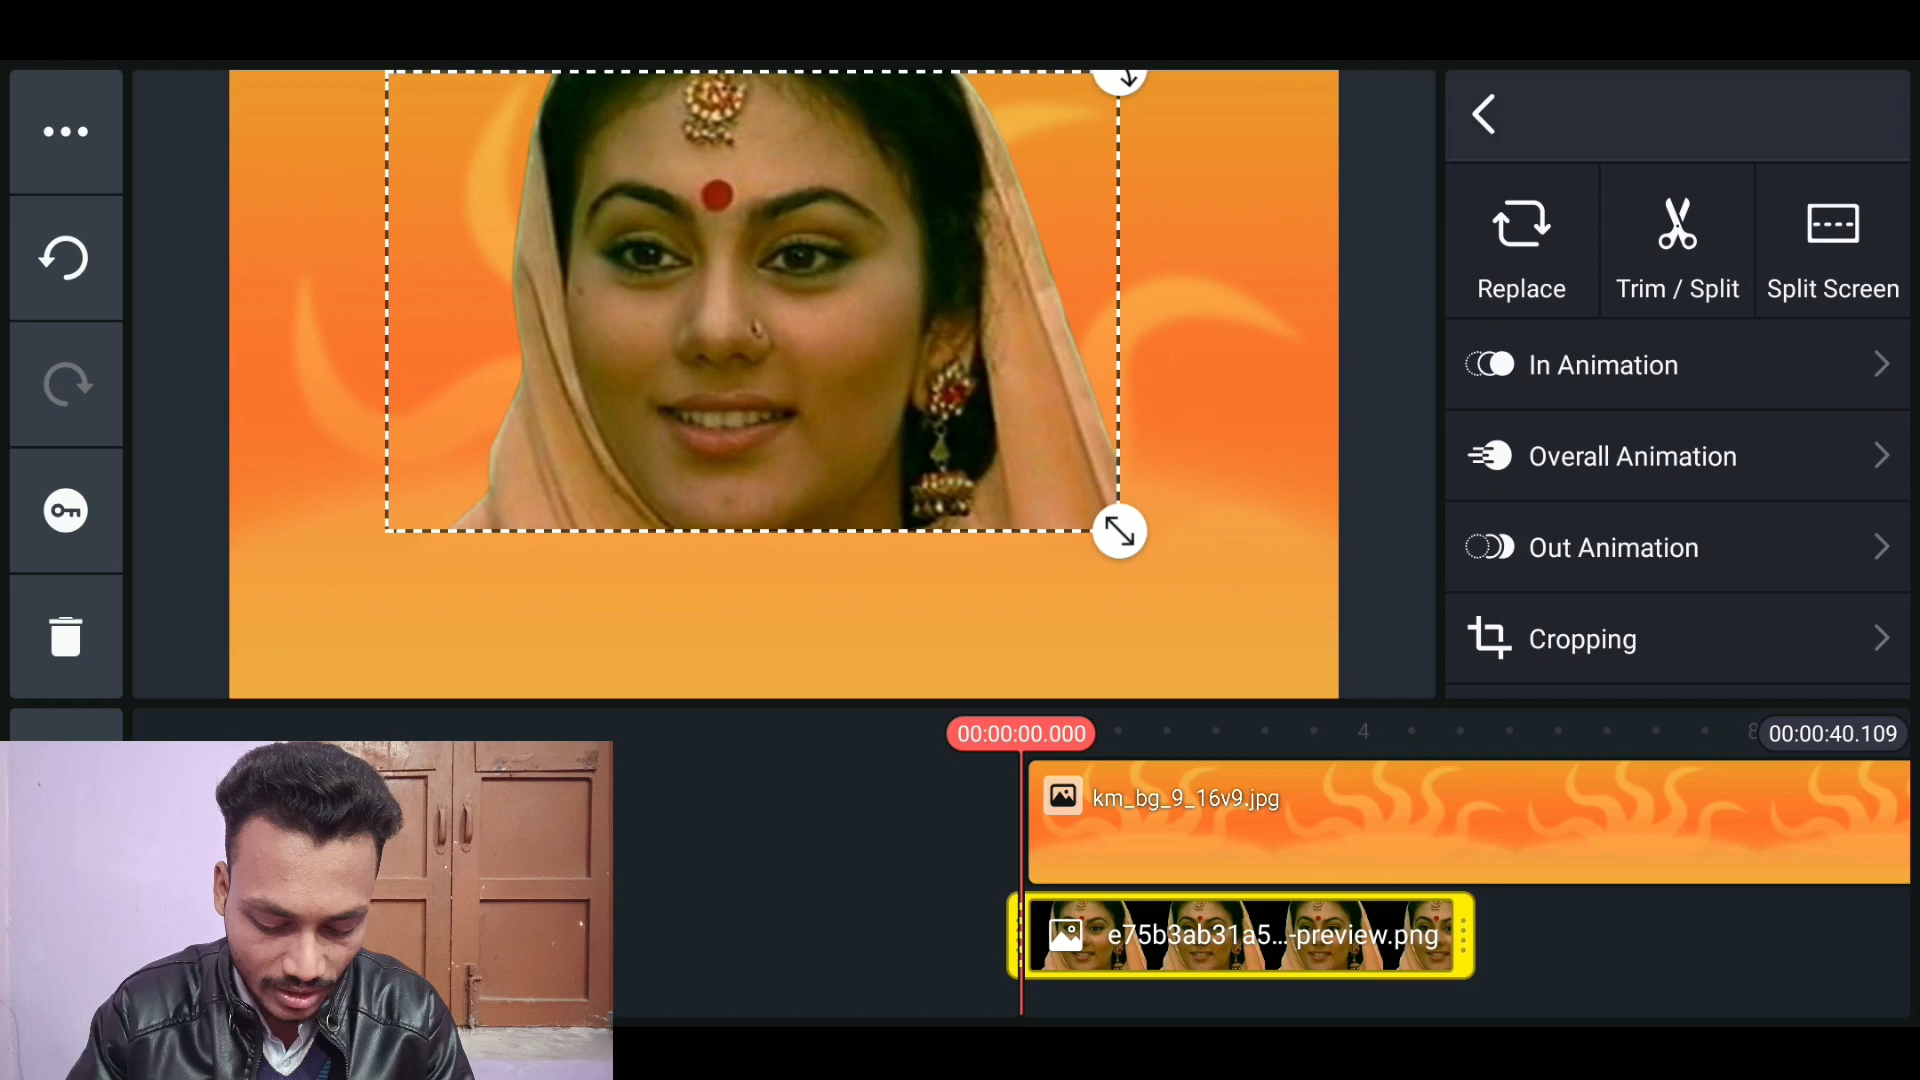 Replace
Trim / Split
Split Screen
In Animation
Overall Animation
Out Animation
Cropping
00:00:00.000
4
8
00:00:40.109
km_bg_9_16v9.jpg
e75b3ab31a5...-preview.png